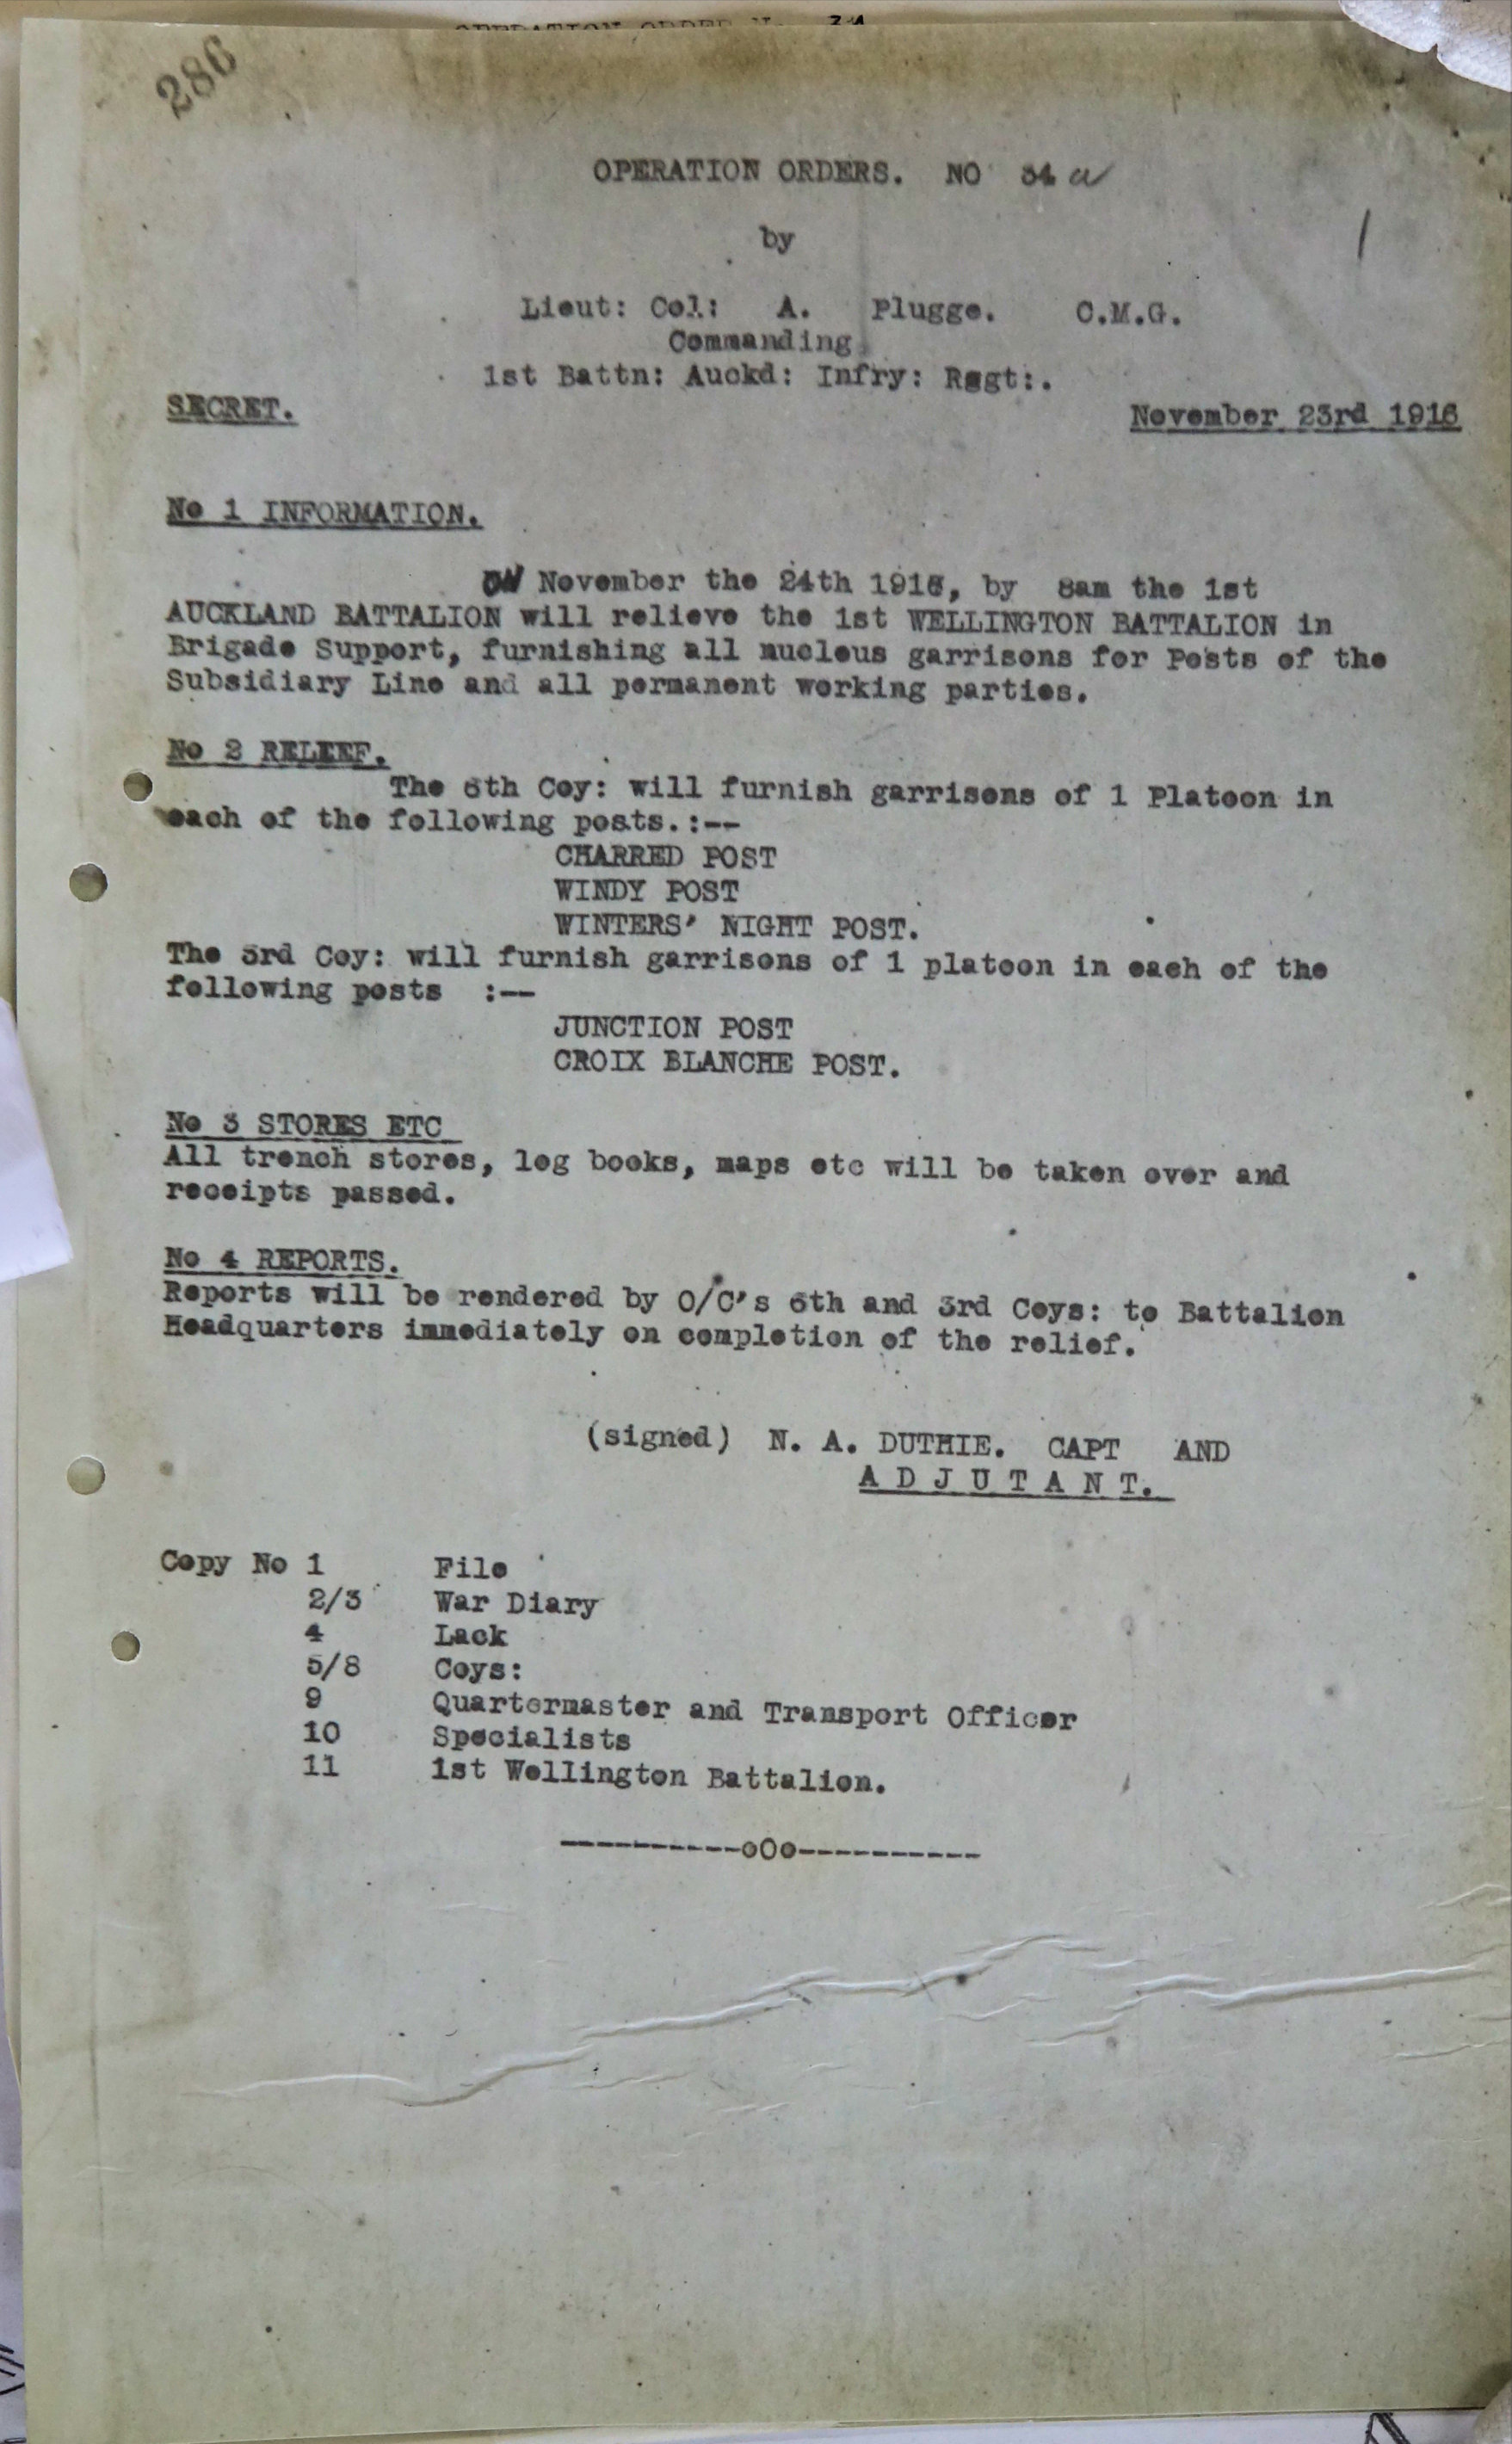 286
OPERATION ORDERS. NO 34 a
by
Lieut: Col: A. Plugge. C.M.G.
Commanding
1st Battn: Auckd: Infry: Regt:.
SECRET.
November 23rd 1916
No 1 INFORMATION.
ON November the 24th 1916, by 8am the 1st
AUCKLAND BATTALION will relieve the 1st WELLINGTON BATTALION in
Brigade Support, furnishing all nucleus garrisons for Posts of the
Subsidiary Line and all permanent working parties.
No 2 RELIEF.
The 6th Coy: will furnish garrisons of 1 Platoon in
each of the following posts.:--
CHARRED POST
WINDY POST
WINTERS' NIGHT POST.
The 3rd Coy: will furnish garrisons of 1 platoon in each of the
following posts :--
JUNCTION POST
CROIX BLANCHE POST.
No 3 STORES ETC
All trench stores, log books, maps etc will be taken over and
receipts passed.
No 4 REPORTS.
Reports will be rendered by O/C's 6th and 3rd Coys: to Battalion
Headquarters immediately on completion of the relief.
(signed) N. A. DUTHIE. CAPT AND
A D J U T A N T.
Copy No 1 File
2/3 War Diary
4 Lack
5/8 Coys:
9 Quartermaster and Transport Officer
10 Specialists
11 1st Wellington Battalion.
-----------oOo-----------